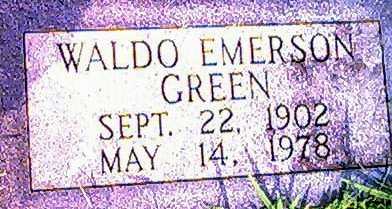 WALDO EMERSON
GREEN
SEPT. 22, 1902
MAY 14, 1978